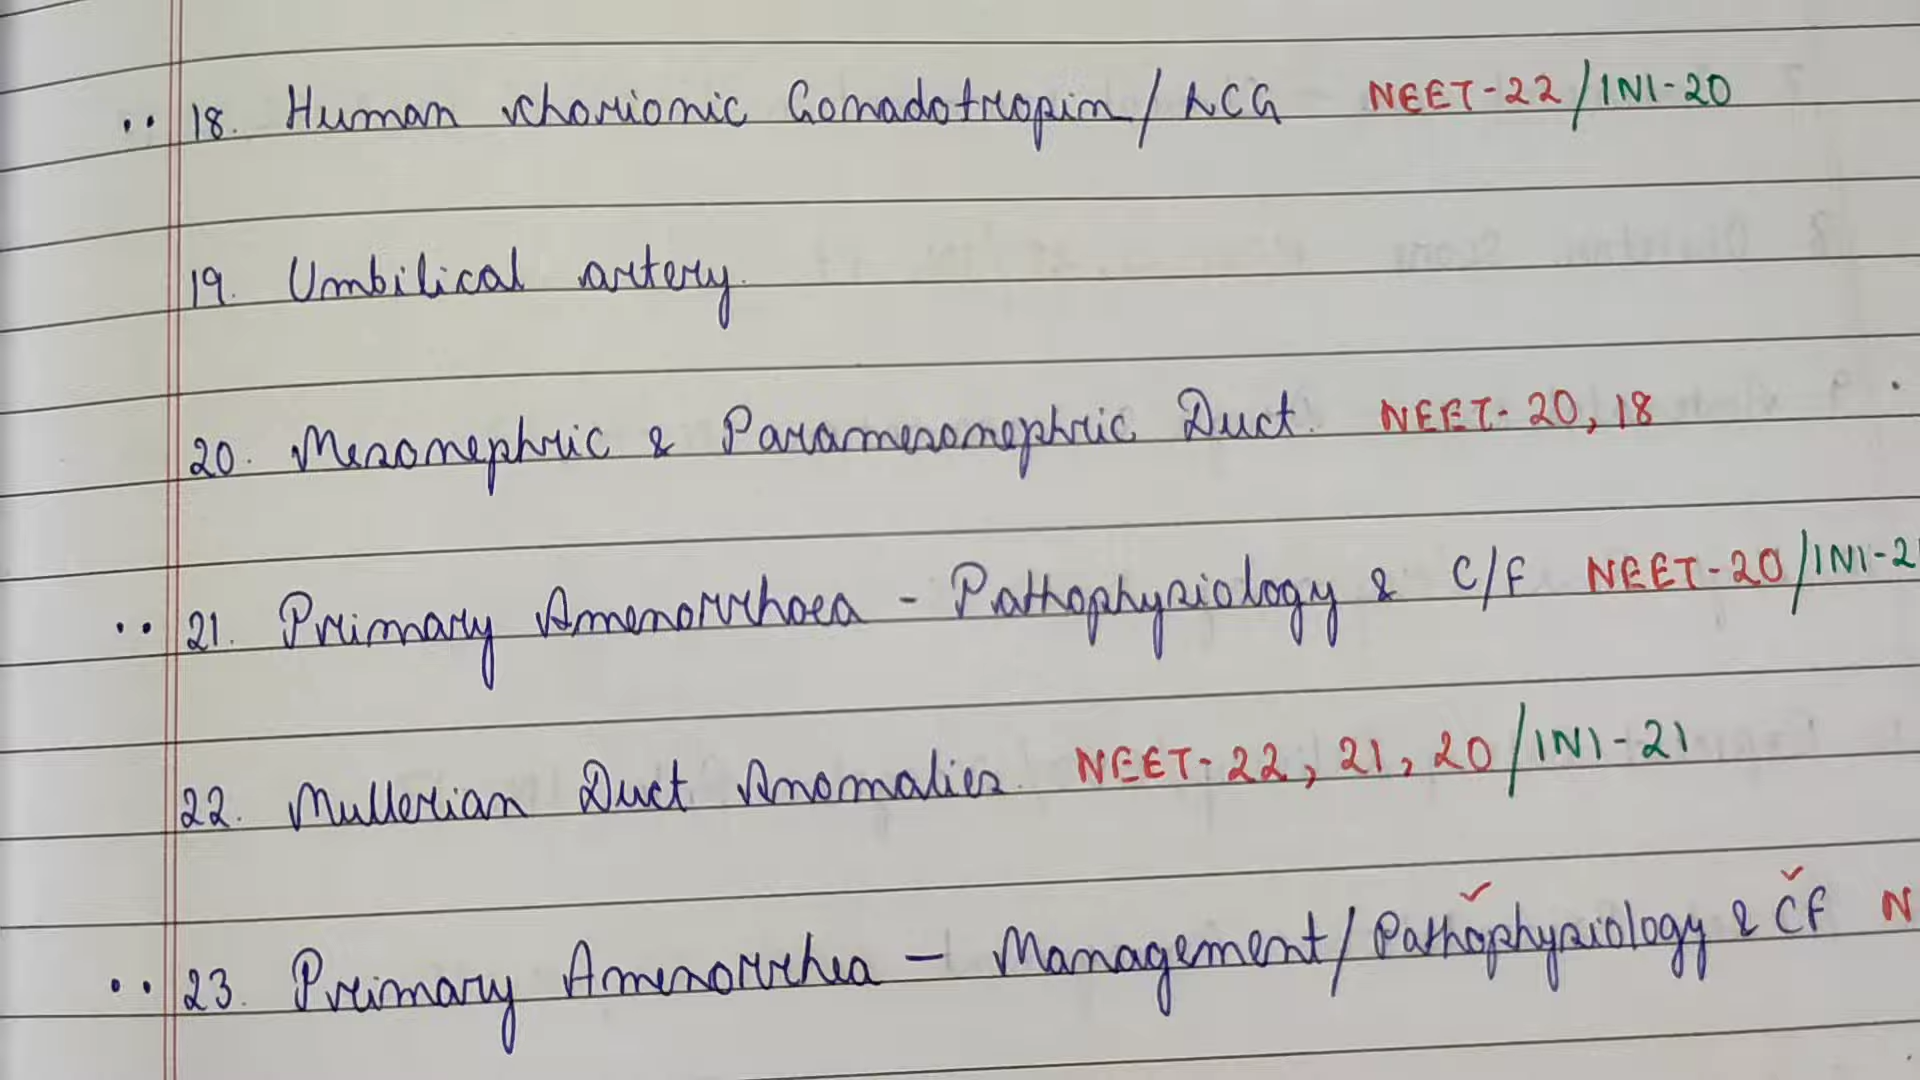 •• 18. Human chorionic Gonadotropin / hCG NEET-22 / INI-20
19. Umbilical artery.
20. Mesonephric & Paramesonephric Duct. NEET-20, 18
•• 21. Primary Amenorrhoea - Pathophysiology & C/F NEET-20 / INI-21
22. Mullerian Duct Anomalies. NEET-22, 21, 20 / INI-21
•• 23. Primary Amenorrhea - Management / Pathophysiology & CF N